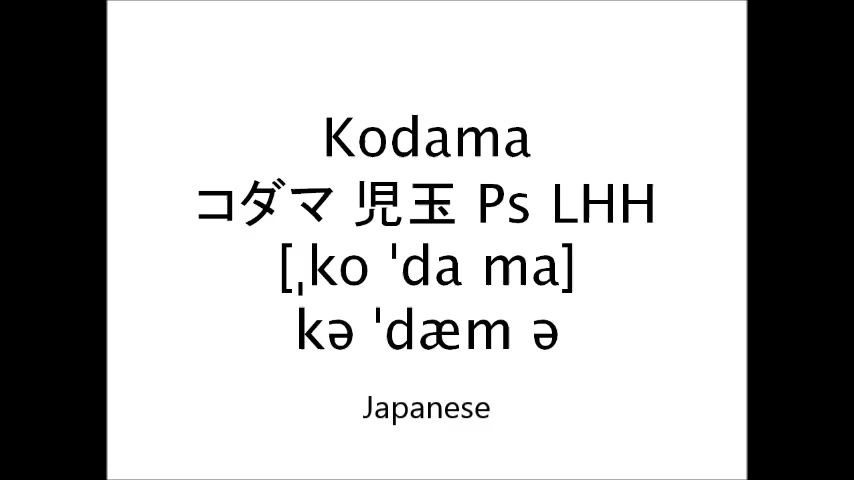 Kodama
コダマ 児玉 Ps LHH
[ˌko ˈda ma]
kə ˈdæm ə
Japanese